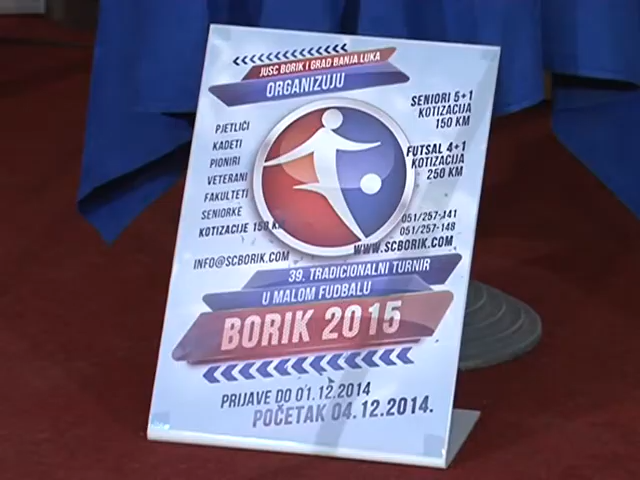 JUSC BORIK I GRAD BANJA LUKA
ORGANIZUJU
PJETLIĆI
KADETI
PIONIRI
VETERANI
FAKULTETI
SENIORKE
KOTIZACIJE 150 KM
SENIORI 5+1
KOTIZACIJA
150 KM
FUTSAL 4+1
KOTIZACIJA
250 KM
051/257-141
051/257-148
INFO@SCBORIK.COM
WWW.SCBORIK.COM
39. TRADICIONALNI TURNIR
U MALOM FUDBALU
BORIK 2015
PRIJAVE DO 01.12.2014
POČETAK 04.12.2014.